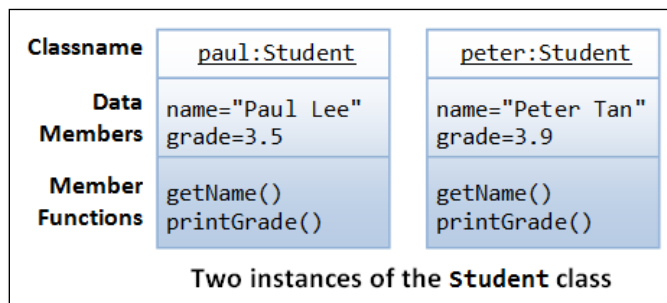 Classname paul:Student peter:Student
Data Members name="Paul Lee" name="Peter Tan"
grade=3.5 grade=3.9
Member Functions getName() getName()
printGrade() printGrade()
Two instances of the Student class